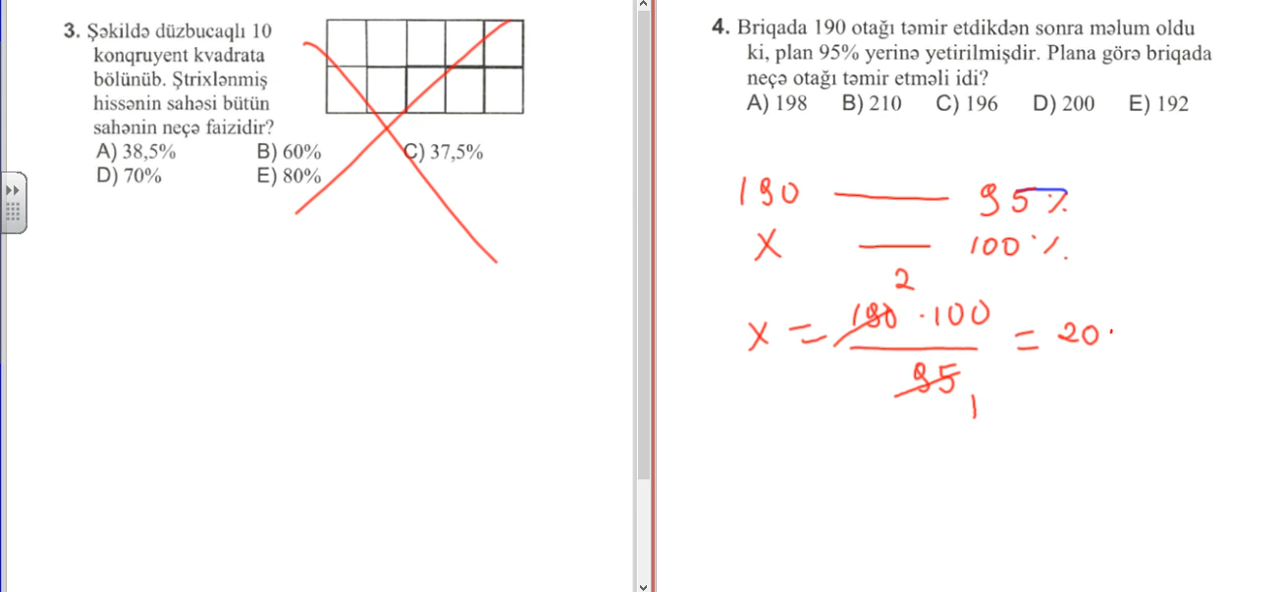 3. Şəkildə düzbucaqlı 10
konqruyent kvadrata
bölünüb. Ştrixlənmiş
hissənin sahəsi bütün
sahənin neçə faizidir?
A) 38,5% B) 60% C) 37,5%
D) 70% E) 80%
4. Briqada 190 otağı təmir etdikdən sonra məlum oldu
ki, plan 95% yerinə yetirilmişdir. Plana görə briqada
neçə otağı təmir etməli idi?
A) 198 B) 210 C) 196 D) 200 E) 192
190 — 95%
x — 100%
2
x = 190 · 100
= 20
95
1